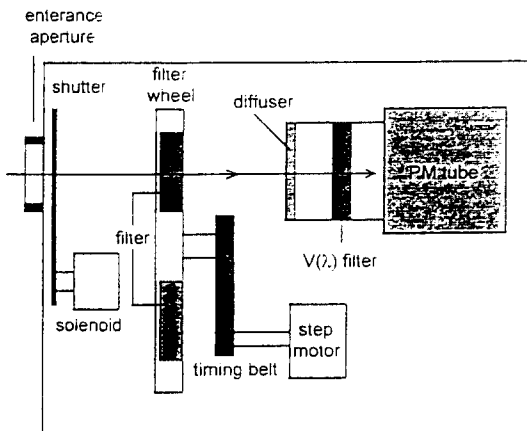 enterance
aperture
shutter
filter
wheel
diffuser
PM tube
filter
V(λ) filter
solenoid
step
motor
timing belt